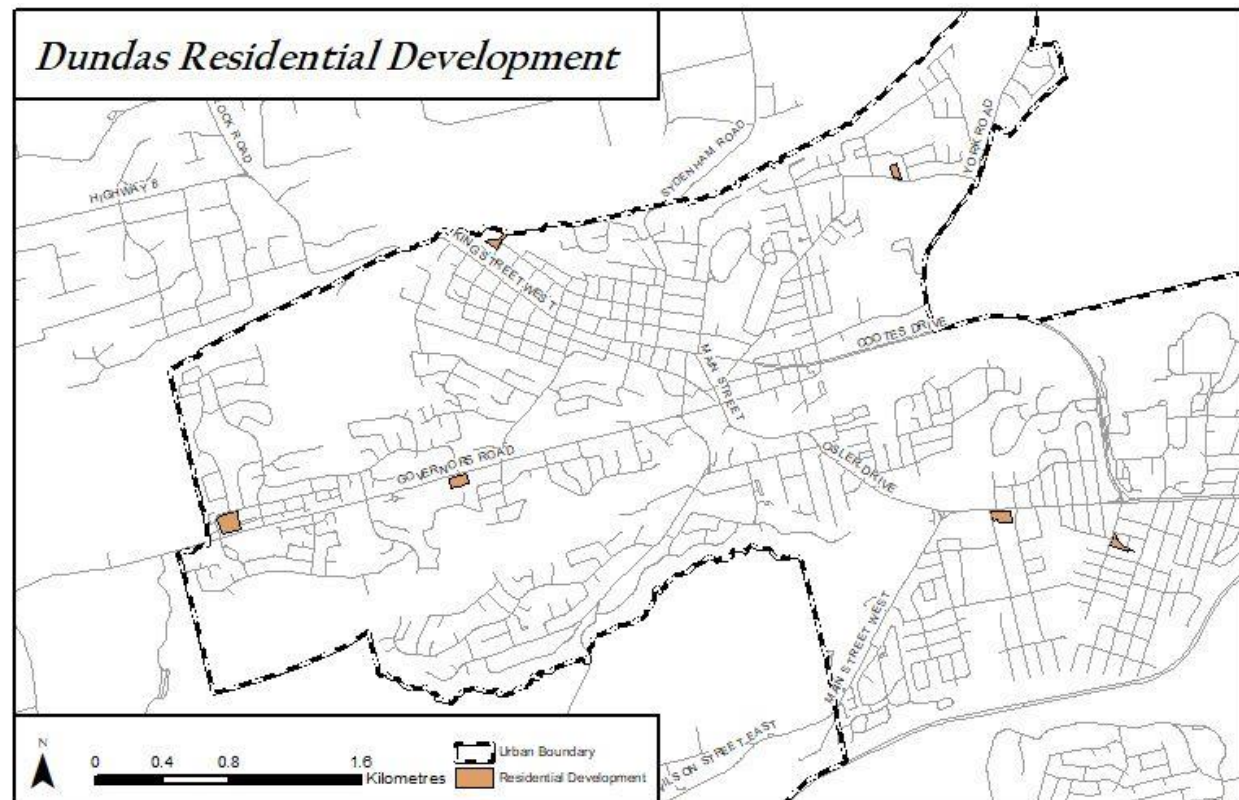 Dundas Residential Development
OCK ROAD
HIGHWAY 8
SYDENHAM ROAD
YORK ROAD
KING STREET WEST
COOTES DRIVE
MAIN STREET
GOVERNORS ROAD
OSLER DRIVE
MAIN STREET WEST
WILSON STREET EAST
N
0 0.4 0.8 1.6
Kilometres
Urban Boundary
Residential Development